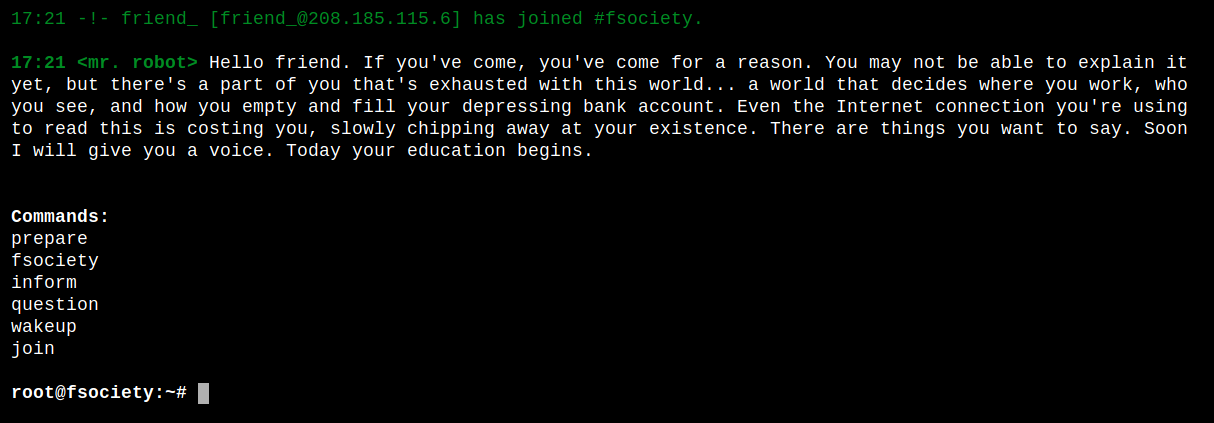 17:21 -!- friend_ [friend_@208.185.115.6] has joined #fsociety.
17:21 <mr. robot> Hello friend. If you've come, you've come for a reason. You may not be able to explain it
yet, but there's a part of you that's exhausted with this world... a world that decides where you work, who
you see, and how you empty and fill your depressing bank account. Even the Internet connection you're using
to read this is costing you, slowly chipping away at your existence. There are things you want to say. Soon
I will give you a voice. Today your education begins.
Commands:
prepare
fsociety
inform
question
wakeup
join
root@fsociety:~#